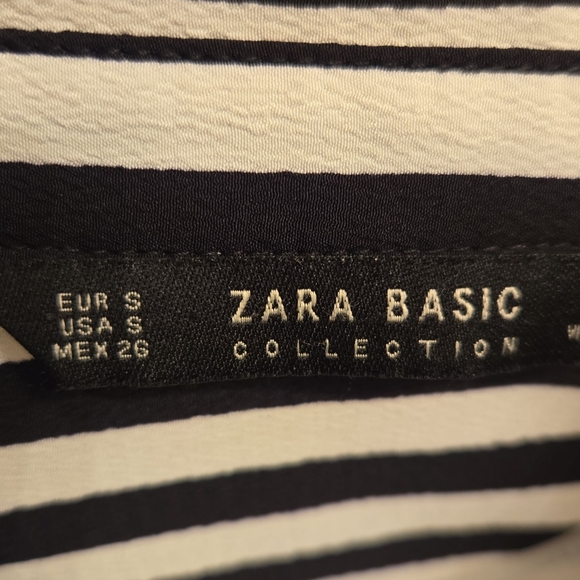 EUR S
USA S
MEX 26
ZARA BASIC
COLLECTION